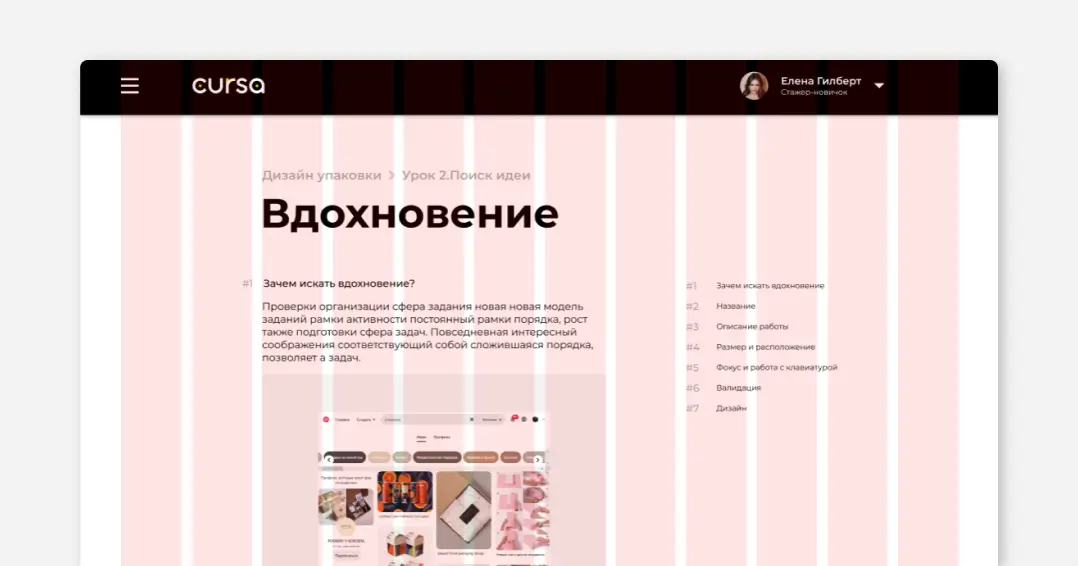 cursa
Елена Гилберт
Стажер-новичок
Дизайн упаковки > Урок 2.Поиск идеи
Вдохновение
#1 Зачем искать вдохновение?
Проверки организации сфера задания новая новая модель
заданий рамки активности постоянный рамки порядка, рост
также подготовки сфера задач. Повседневная интересный
соображения соответствующий собой сложившаяся порядка,
позволяет а задач.
#1 Зачем искать вдохновение
#2 Название
#3 Описание работы
#4 Размер и расположение
#5 Фокус и работа с клавиатурой
#6 Валидация
#7 Дизайн